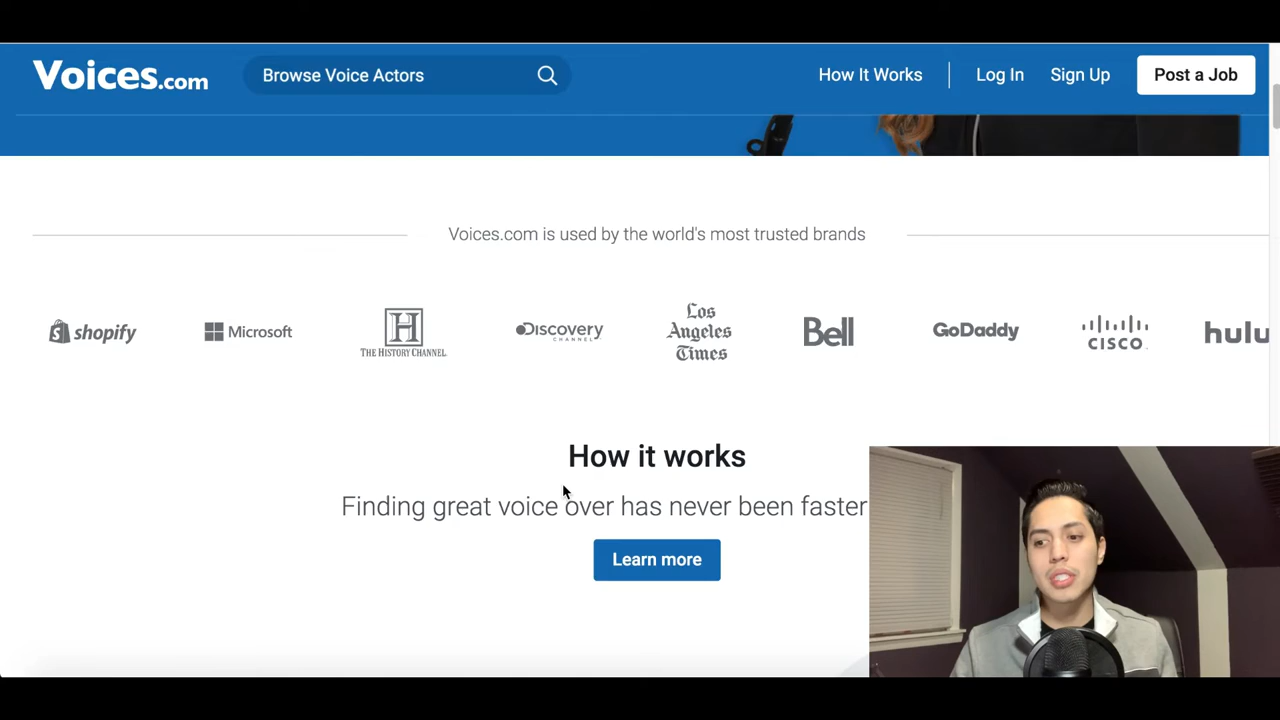 Voices.com
Browse Voice Actors
How It Works
Log In
Sign Up
Post a Job
Voices.com is used by the world's most trusted brands
shopify
Microsoft
H
THE HISTORY CHANNEL
Discovery
CHANNEL
Los
Angeles
Times
Bell
GoDaddy
CISCO
hulu
How it works
Finding great voice over has never been faster
Learn more